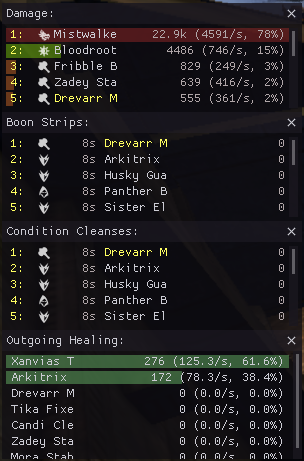 Damage:
1: Mistwalke 22.9k (4591/s, 78%)
2: Bloodroot 4486 (746/s, 15%)
3: Fribble B 829 (249/s, 3%)
4: Zadey Sta 639 (416/s, 2%)
5: Drevarr M 555 (361/s, 2%)
Boon Strips:
1: 8s Drevarr M 0
2: 8s Arkitrix 0
3: 8s Husky Gua 0
4: 8s Panther B 0
5: 8s Sister El 0
Condition Cleanses:
1: 8s Drevarr M 0
2: 8s Arkitrix 0
3: 8s Husky Gua 0
4: 8s Panther B 0
5: 8s Sister El 0
Outgoing Healing:
Xanvias T 276 (125.3/s, 61.6%)
Arkitrix 172 (78.3/s, 38.4%)
Drevarr M 0 (0.0/s, 0.0%)
Tika Fixe 0 (0.0/s, 0.0%)
Candi Cle 0 (0.0/s, 0.0%)
Zadey Sta 0 (0.0/s, 0.0%)
Mora Stab 0 (0.0/s, 0.0%)